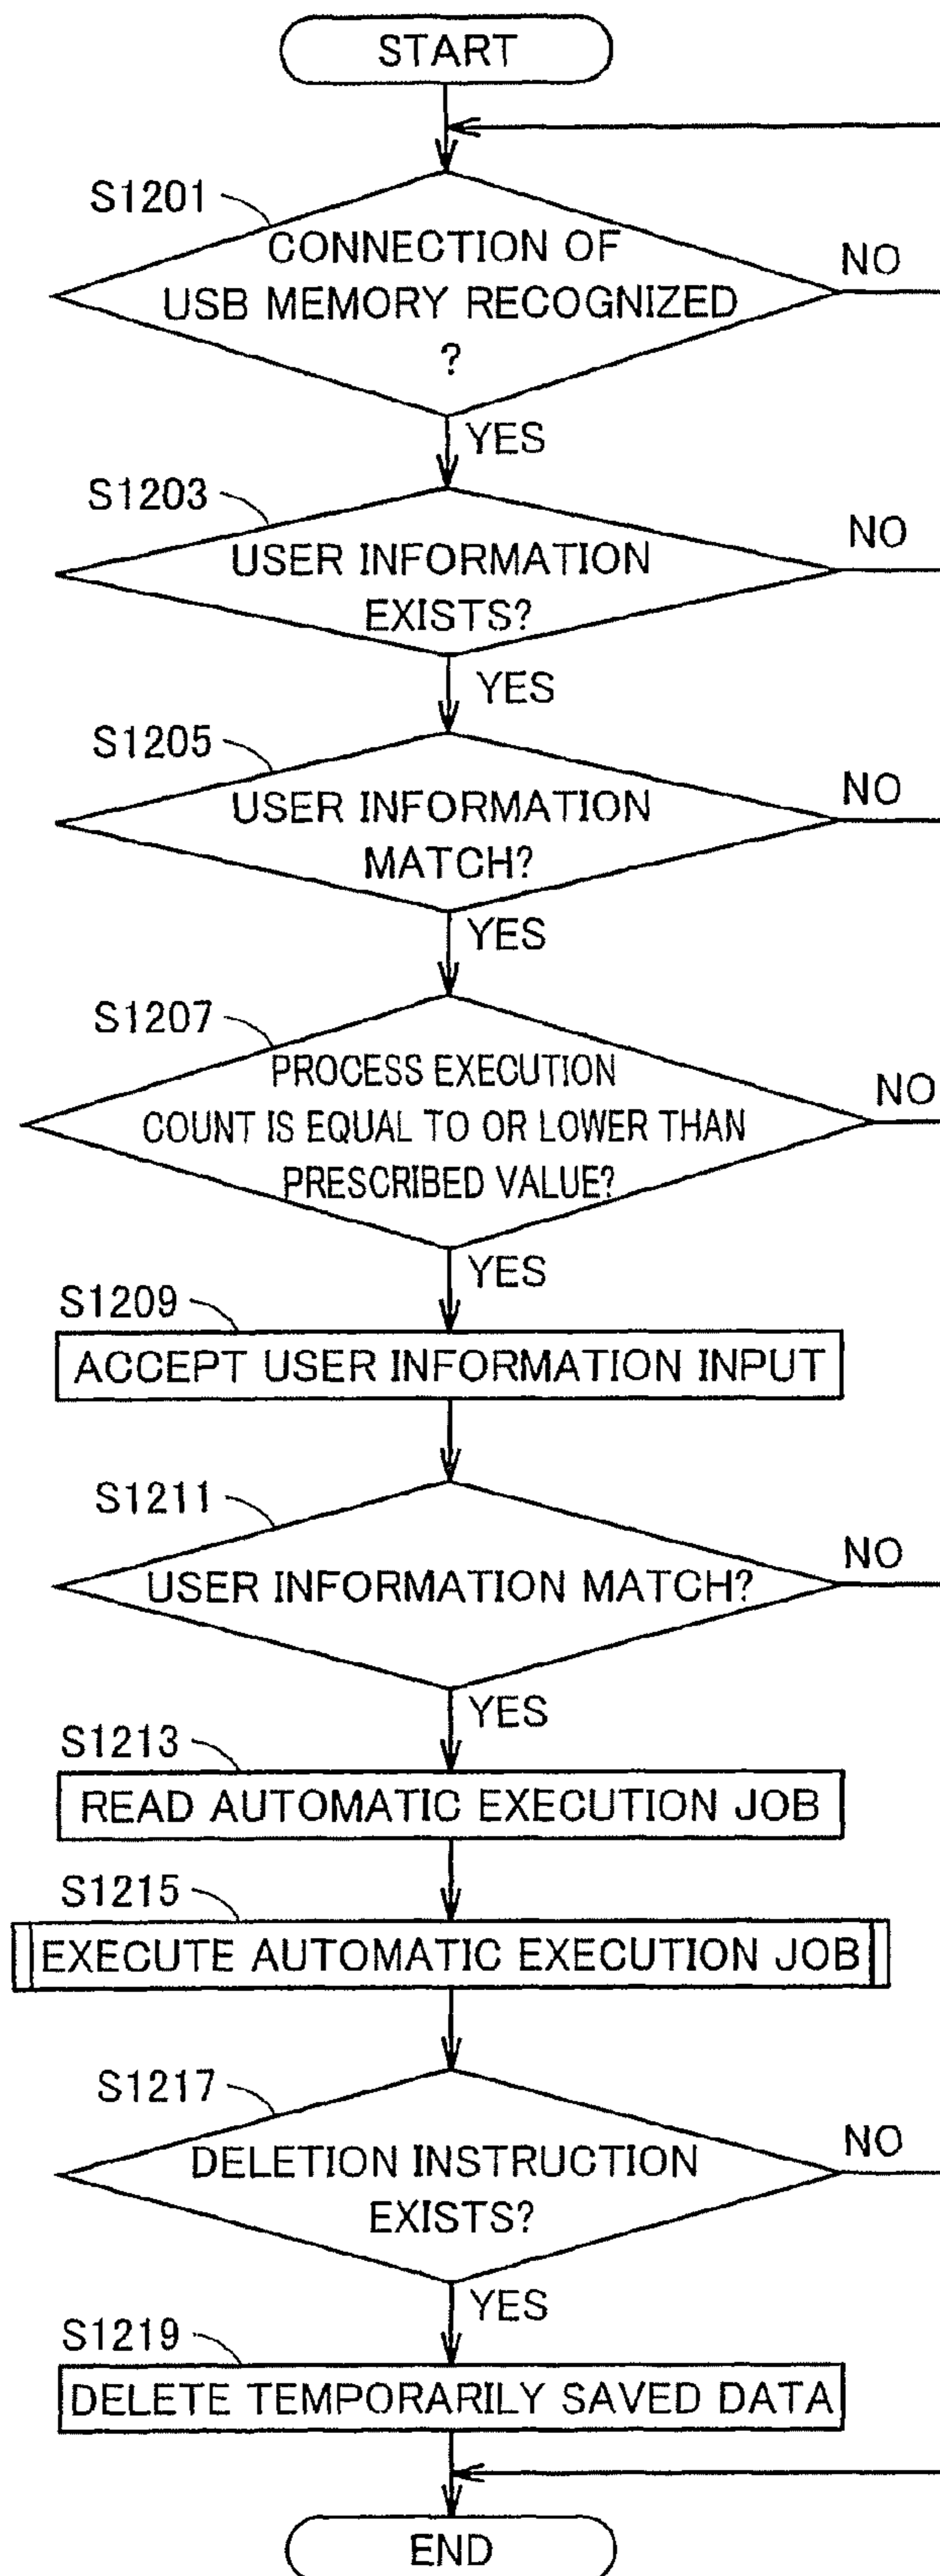 START
S1201
CONNECTION OF
USB MEMORY RECOGNIZED
?
NO
YES
S1203
USER INFORMATION
EXISTS?
NO
YES
S1205
USER INFORMATION
MATCH?
NO
YES
S1207
PROCESS EXECUTION
COUNT IS EQUAL TO OR LOWER THAN
PRESCRIBED VALUE?
NO
YES
S1209
ACCEPT USER INFORMATION INPUT
S1211
USER INFORMATION MATCH?
NO
YES
S1213
READ AUTOMATIC EXECUTION JOB
S1215
EXECUTE AUTOMATIC EXECUTION JOB
S1217
DELETION INSTRUCTION
EXISTS?
NO
YES
S1219
DELETE TEMPORARILY SAVED DATA
END